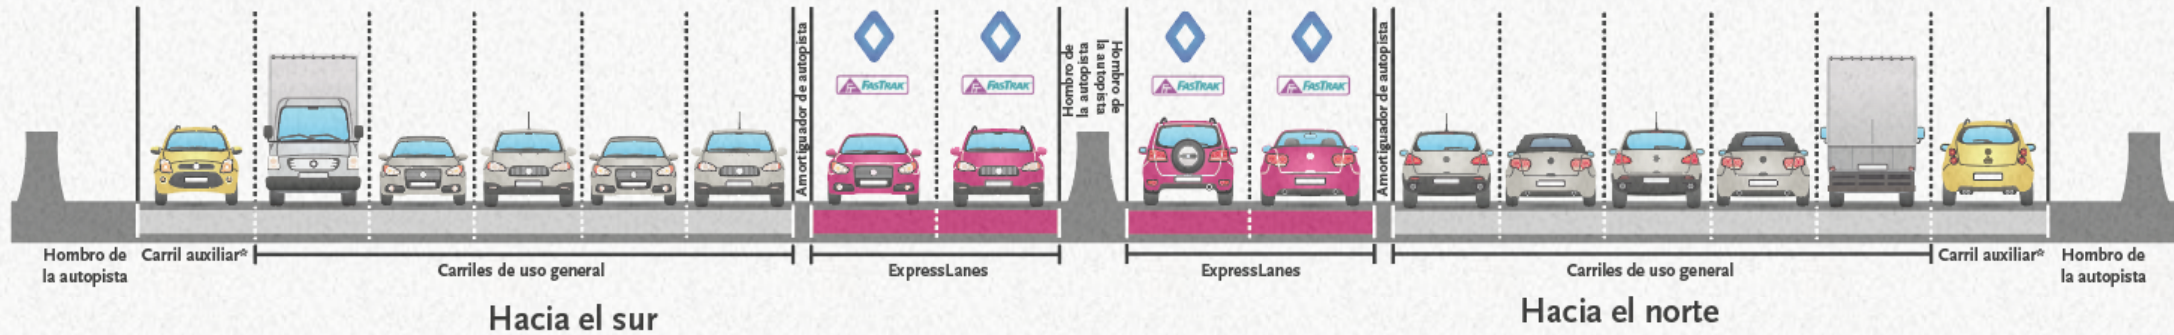 Amortiguador de autopista
FASTRAK
FASTRAK
Hombro de
la autopista
Hombro de
la autopista
FASTRAK
FASTRAK
Amortiguador de autopista
Hombro de
la autopista
Carril auxiliar*
Carriles de uso general
ExpressLanes
ExpressLanes
Carriles de uso general
Carril auxiliar*
Hombro de
la autopista
Hacia el sur
Hacia el norte